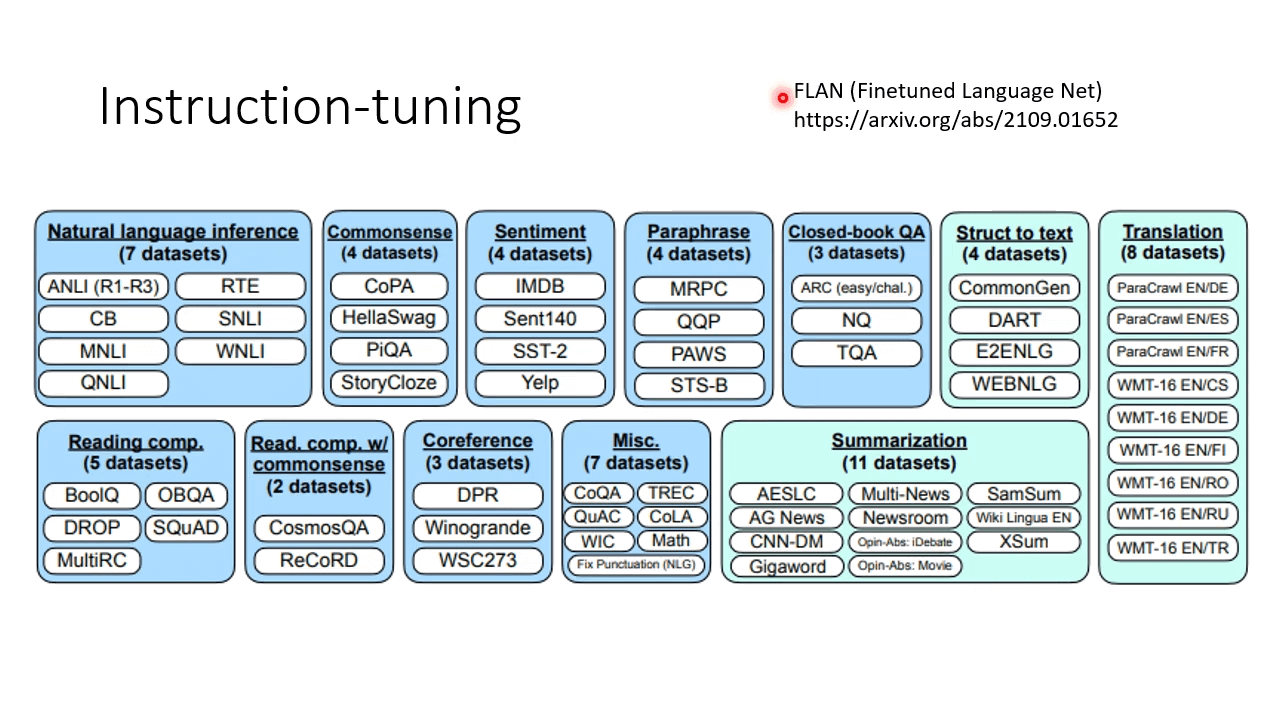 Instruction-tuning
FLAN (Finetuned Language Net)
https://arxiv.org/abs/2109.01652
Natural language inference
(7 datasets)
ANLI (R1-R3)
RTE
CB
SNLI
MNLI
WNLI
QNLI
Commonsense
(4 datasets)
CoPA
HellaSwag
PiQA
StoryCloze
Sentiment
(4 datasets)
IMDB
Sent140
SST-2
Yelp
Paraphrase
(4 datasets)
MRPC
QQP
PAWS
STS-B
Closed-book QA
(3 datasets)
ARC (easy/chal.)
NQ
TQA
Struct to text
(4 datasets)
CommonGen
DART
E2ENLG
WEBNLG
Translation
(8 datasets)
ParaCrawl EN/DE
ParaCrawl EN/ES
ParaCrawl EN/FR
WMT-16 EN/CS
WMT-16 EN/DE
WMT-16 EN/FI
WMT-16 EN/RO
WMT-16 EN/RU
WMT-16 EN/TR
Reading comp.
(5 datasets)
BoolQ
OBQA
DROP
SQuAD
MultiRC
Read. comp. w/
commonsense
(2 datasets)
CosmosQA
ReCoRD
Coreference
(3 datasets)
DPR
Winogrande
WSC273
Misc.
(7 datasets)
CoQA
TREC
QuAC
CoLA
WIC
Math
Fix Punctuation (NLG)
Summarization
(11 datasets)
AESLC
Multi-News
SamSum
AG News
Newsroom
Wiki Lingua EN
CNN-DM
Opin-Abs: iDebate
XSum
Gigaword
Opin-Abs: Movie